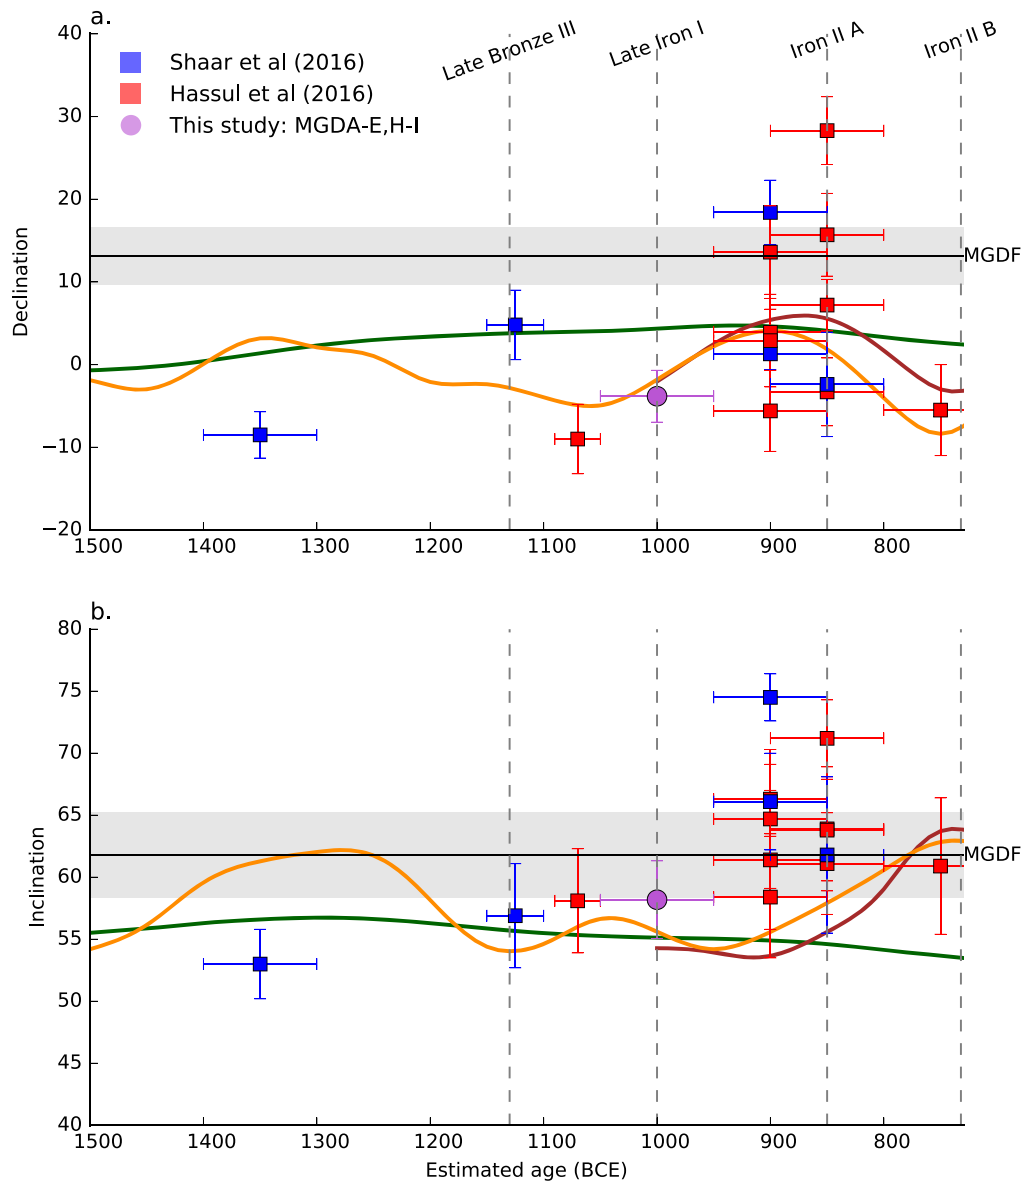 a.
Late Bronze III
Late Iron I
Iron II A
Iron II B
Shaar et al (2016)
Hassul et al (2016)
This study: MGDA-E,H-I
40
30
20
10
0
−10
−20
Declination
MGDF
1500 1400 1300 1200 1100 1000 900 800
b.
80
75
70
65
60
55
50
45
40
Inclination
MGDF
1500 1400 1300 1200 1100 1000 900 800
Estimated age (BCE)